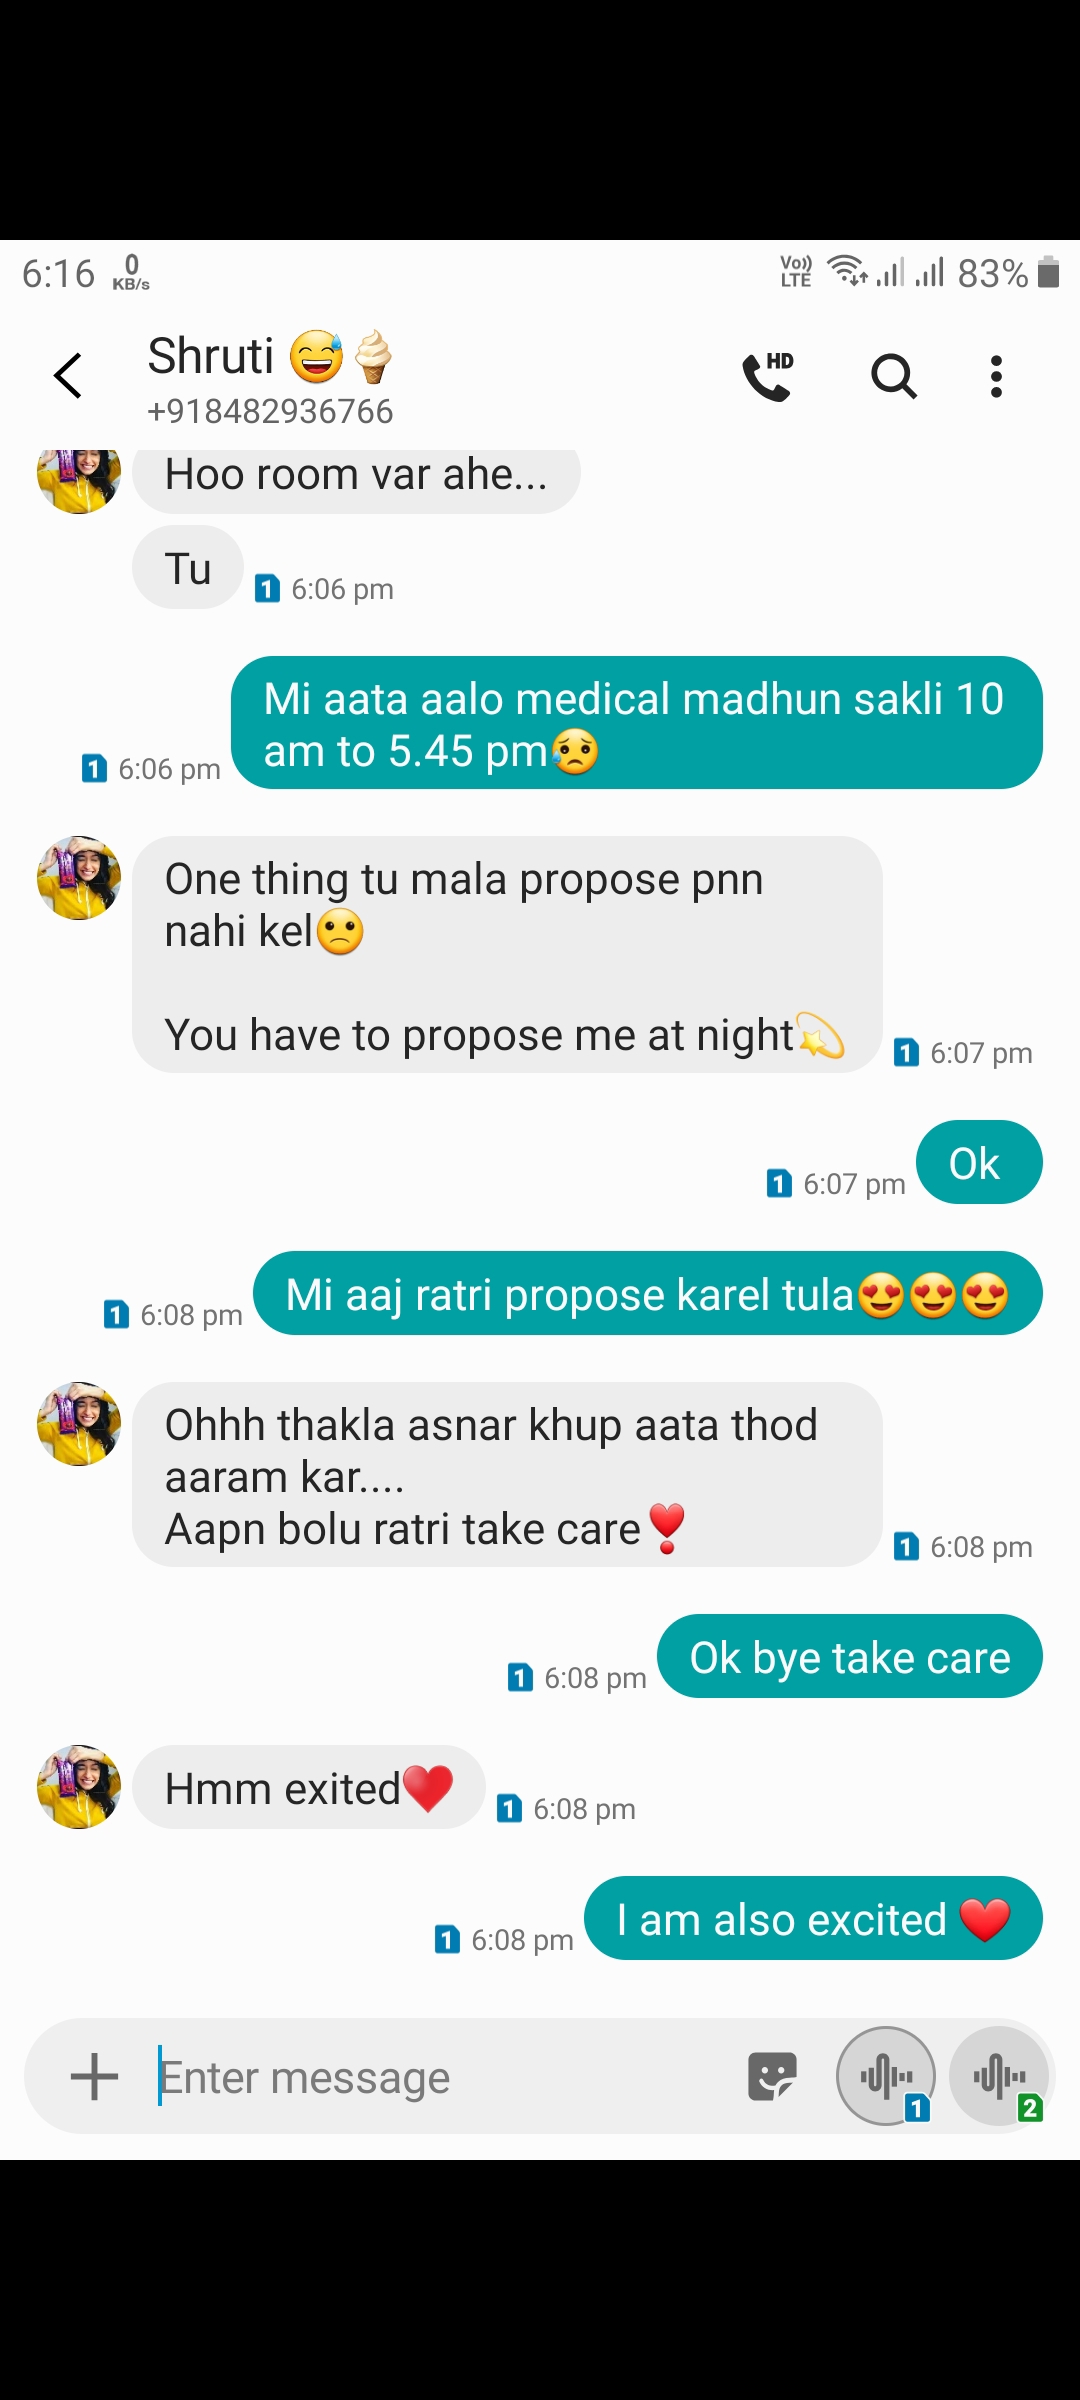 6:16 0 KB/s Vo)) LTE 83%
Shruti 😅🍦
HD
+918482936766
Hoo room var ahe...
Tu
1 6:06 pm
Mi aata aalo medical madhun sakli 10
am to 5.45 pm😥
1 6:06 pm
One thing tu mala propose pnn
nahi kel🙁
You have to propose me at night💫
1 6:07 pm
Ok
1 6:07 pm
Mi aaj ratri propose karel tula😍😍😍
1 6:08 pm
Ohhh thakla asnar khup aata thod
aaram kar....
Aapn bolu ratri take care❣️
1 6:08 pm
Ok bye take care
1 6:08 pm
Hmm exited❤️
1 6:08 pm
I am also excited ❤️
1 6:08 pm
Enter message
1 2